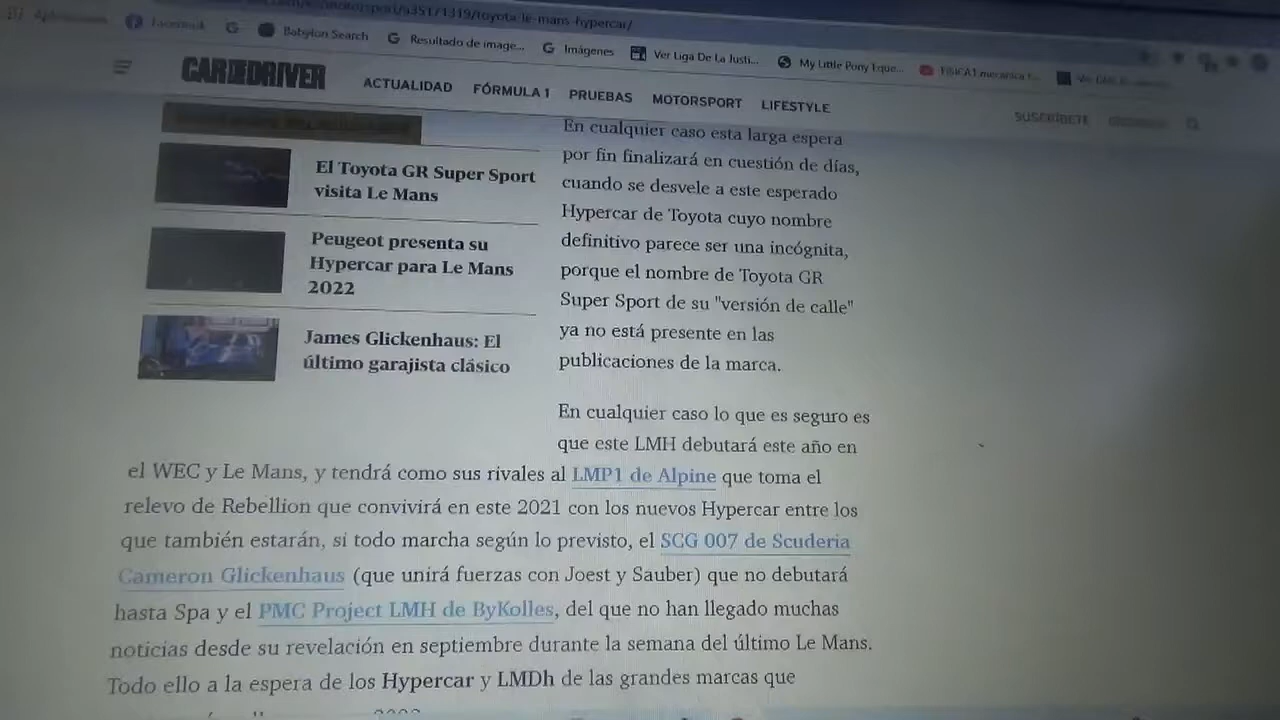 toyota-le-mans-hypercar/
Facebook
Babylon Search
Resultado de image...
Imágenes
Ver Liga De La Justi...
My Little Pony Eque...
CAR AND DRIVER
ACTUALIDAD
FÓRMULA 1
PRUEBAS
MOTORSPORT
LIFESTYLE
SUSCRÍBETE
El Toyota GR Super Sport
visita Le Mans
Peugeot presenta su
Hypercar para Le Mans
2022
James Glickenhaus: El
último garajista clásico
En cualquier caso esta larga espera
por fin finalizará en cuestión de días,
cuando se desvele a este esperado
Hypercar de Toyota cuyo nombre
definitivo parece ser una incógnita,
porque el nombre de Toyota GR
Super Sport de su "versión de calle"
ya no está presente en las
publicaciones de la marca.
En cualquier caso lo que es seguro es
que este LMH debutará este año en
el WEC y Le Mans, y tendrá como sus rivales al LMP1 de Alpine que toma el
relevo de Rebellion que convivirá en este 2021 con los nuevos Hypercar entre los
que también estarán, si todo marcha según lo previsto, el SCG 007 de Scuderia
Cameron Glickenhaus (que unirá fuerzas con Joest y Sauber) que no debutará
hasta Spa y el PMC Project LMH de ByKolles, del que no han llegado muchas
noticias desde su revelación en septiembre durante la semana del último Le Mans.
Todo ello a la espera de los Hypercar y LMDh de las grandes marcas que